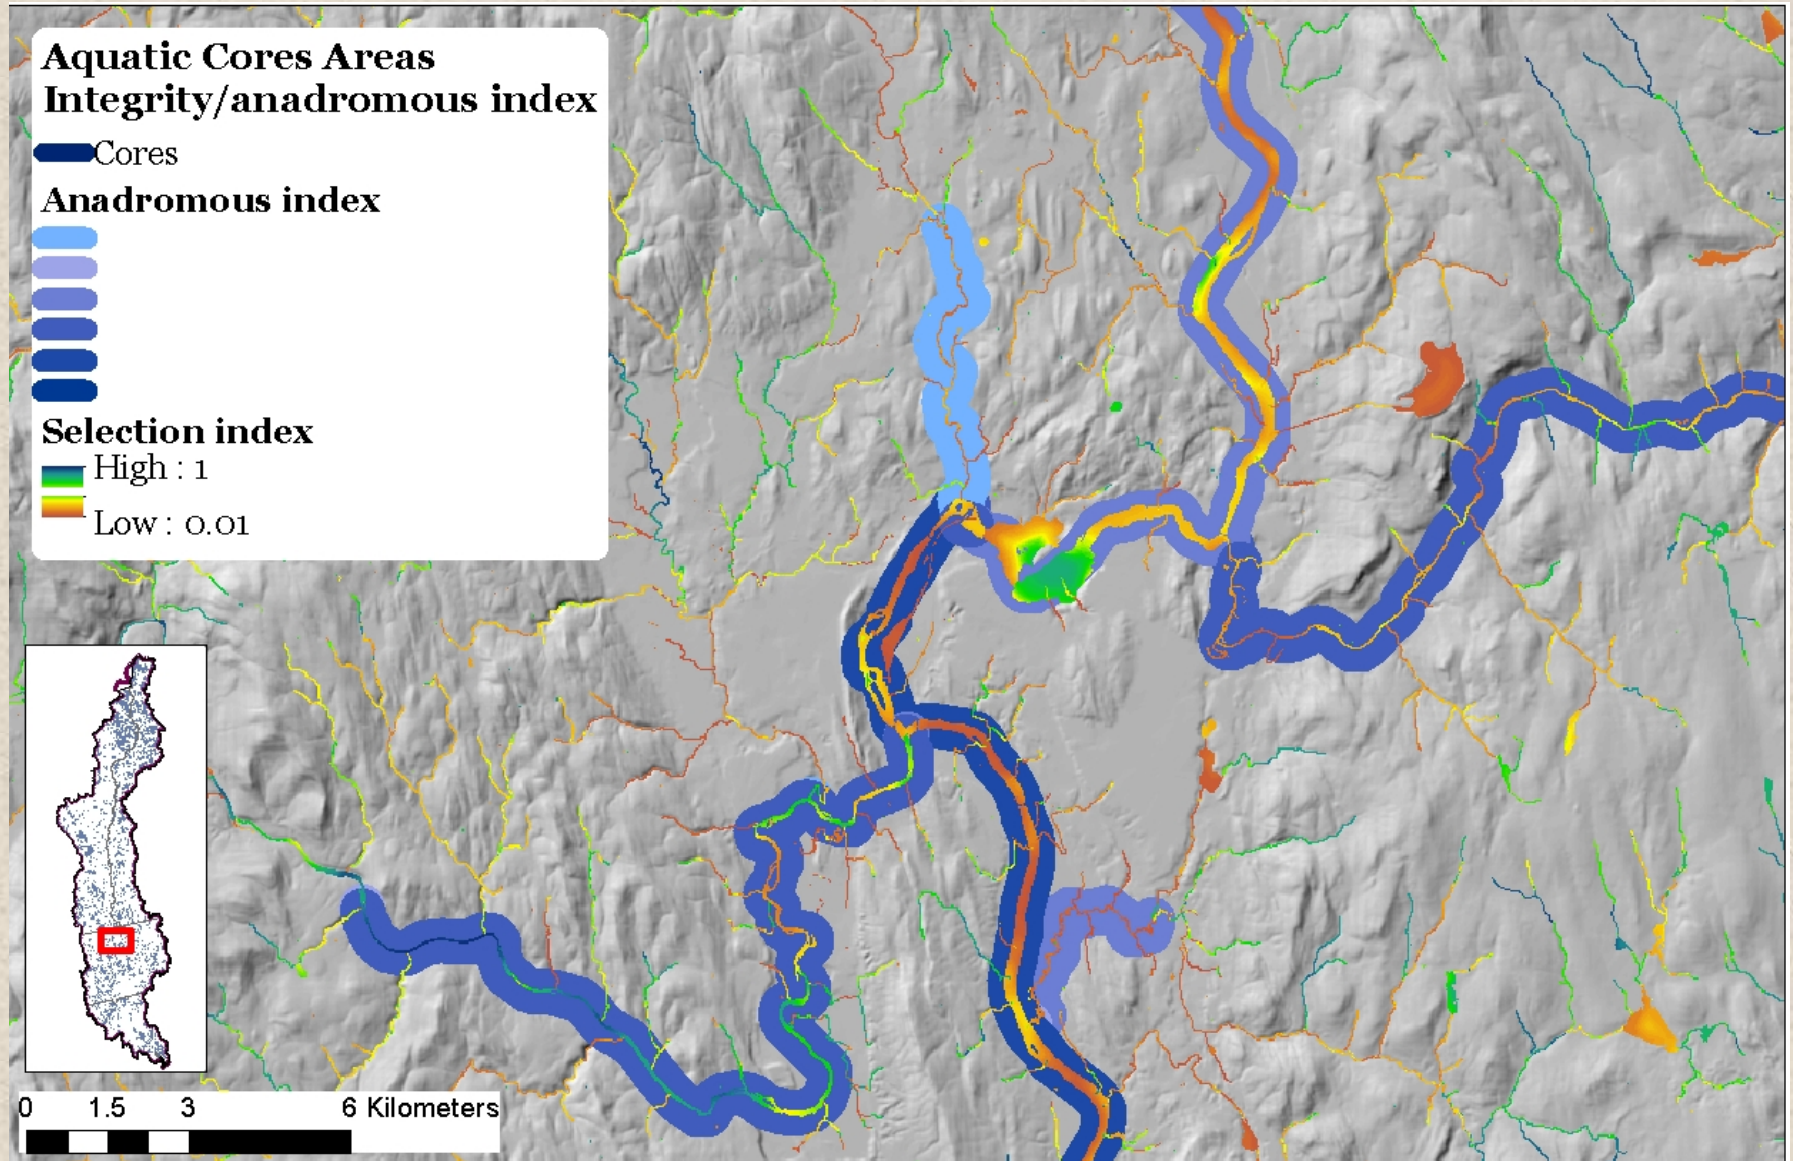 Aquatic Cores Areas
Integrity/anadromous index
Cores
Anadromous index
Selection index
High : 1
Low : 0.01
0 1.5 3 6 Kilometers